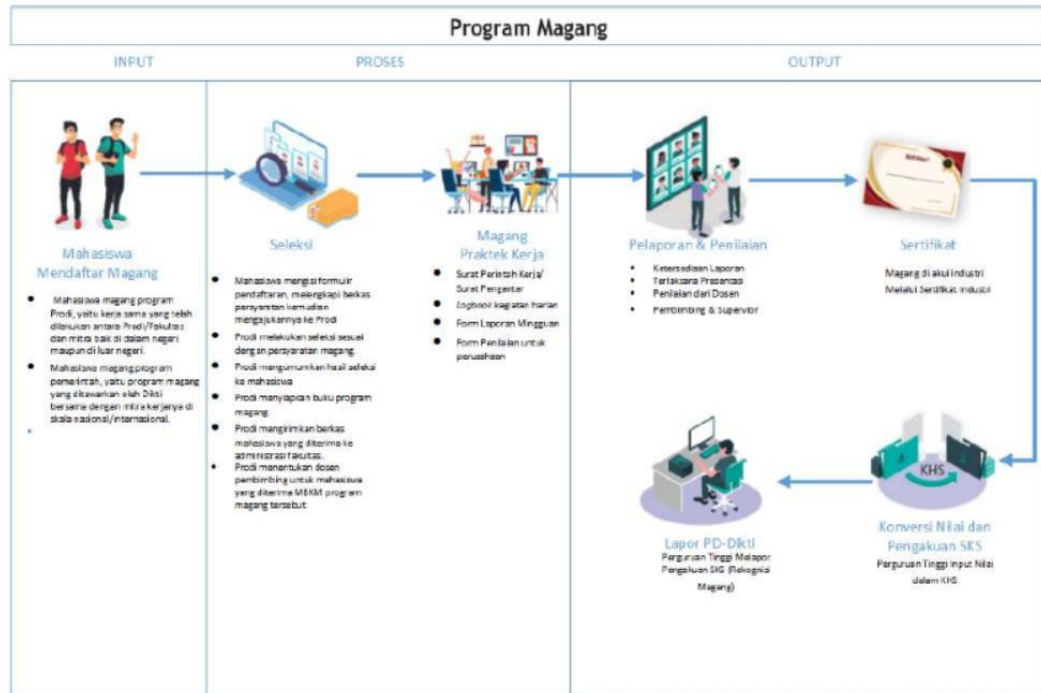 Program Magang
INPUT
PROSES
OUTPUT
Mahasiswa
Mendaftar Magang
Mahasiswa magang program
Prodi, yaitu kerja sama yang telah
dilakukan antara Prodi/Fakultas
dan mitra baik di dalam negeri
maupun di luar negeri.
Mahasiswa magang program
pemerintah, yaitu program magang
yang ditawarkan oleh Dikti
bersama dengan mitra kerjanya di
skala nasional/internasional.
Seleksi
Mahasiswa mengisi formulir
pendaftaran, melengkapi berkas
persyaratan kemudian
mengajukannya ke Prodi
Prodi melakukan seleksi sesuai
dengan persyaratan magang.
Prodi mengumumkan hasil seleksi
ke mahasiswa
Prodi menyiapkan buku program
magang.
Prodi mengirimkan berkas
mahasiswa yang diterima ke
administrasi fakultas.
Prodi menentukan dosen
pembimbing untuk mahasiswa
yang diterima MBKM program
magang tersebut
Magang
Praktek Kerja
Surat Perintah Kerja/
Surat Pengantar
Logbook kegiatan harian
Form Laporan Mingguan
Form Penilaian untuk
perusahaan
Pelaporan & Penilaian
Ketersediaan Laporan
Terlaksana Presentasi
Penilaian dari Dosen
Pembimbing & Supervisor
Sertifikat
Magang di akui industri
Melalui Sertifikat Industri
KHS
Konversi Nilai dan
Pengakuan SKS
Perguruan Tinggi Input Nilai
dalam KHS
Lapor PD-Dikti
Perguruan Tinggi Melapor
Pengakuan SKS (Rekognisi
Magang)